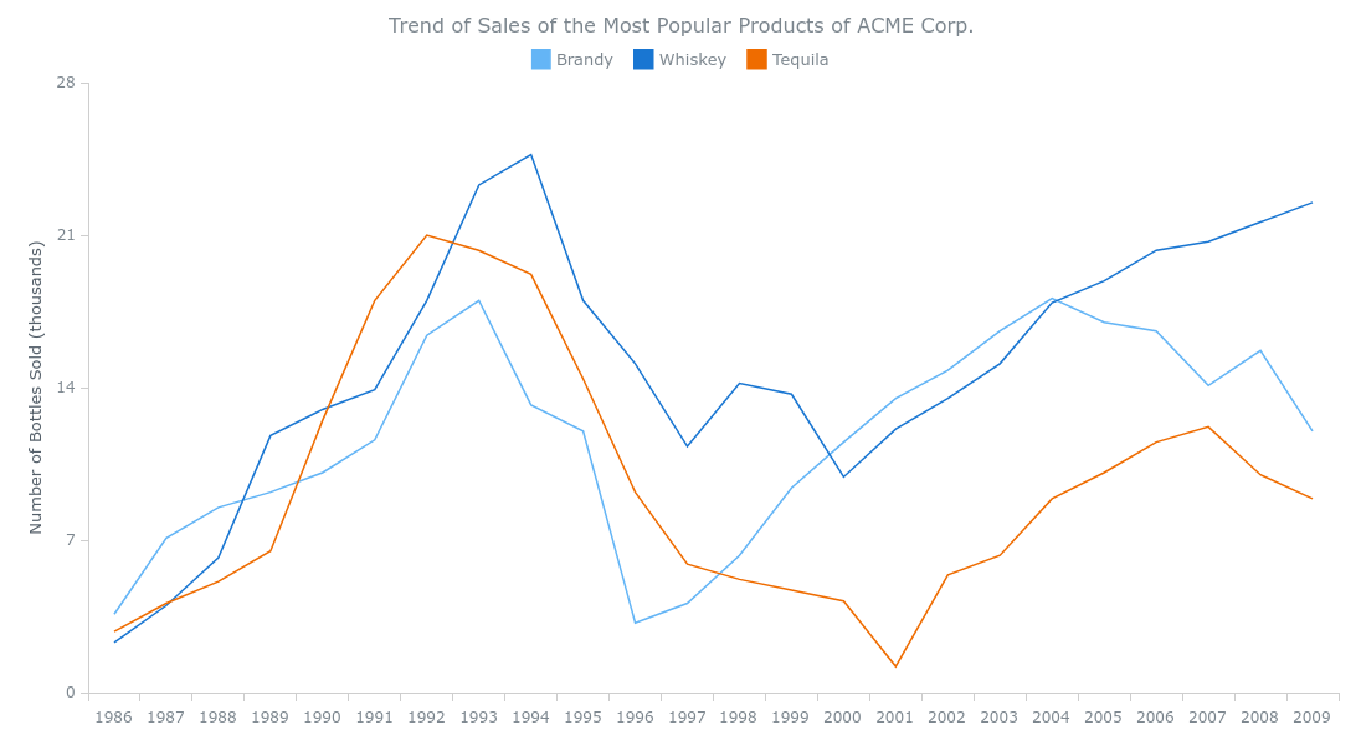 Trend of Sales of the Most Popular Products of ACME Corp.
Brandy Whiskey Tequila
Number of Bottles Sold (thousands)
28
21
14
7
0
1986 1987 1988 1989 1990 1991 1992 1993 1994 1995 1996 1997 1998 1999 2000 2001 2002 2003 2004 2005 2006 2007 2008 2009